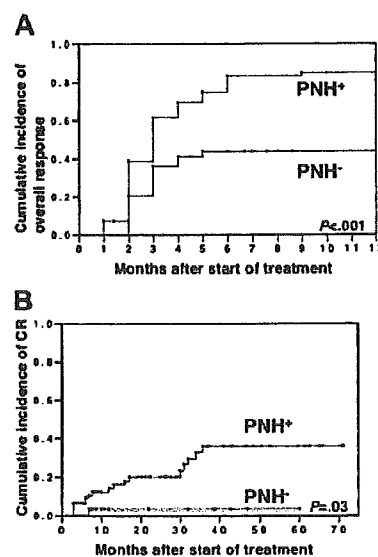 A
Cumulative incidence of
overall response
1.0
0.8
0.6
0.4
0.2
0.0
PNH+
PNH-
P<.001
0 1 2 3 4 5 6 7 8 9 10 11 12
Months after start of treatment
B
Cumulative incidence of CR
1.0
0.8
0.6
0.4
0.2
0.0
PNH+
PNH-
P=.03
0 10 20 30 40 50 60 70
Months after start of treatment